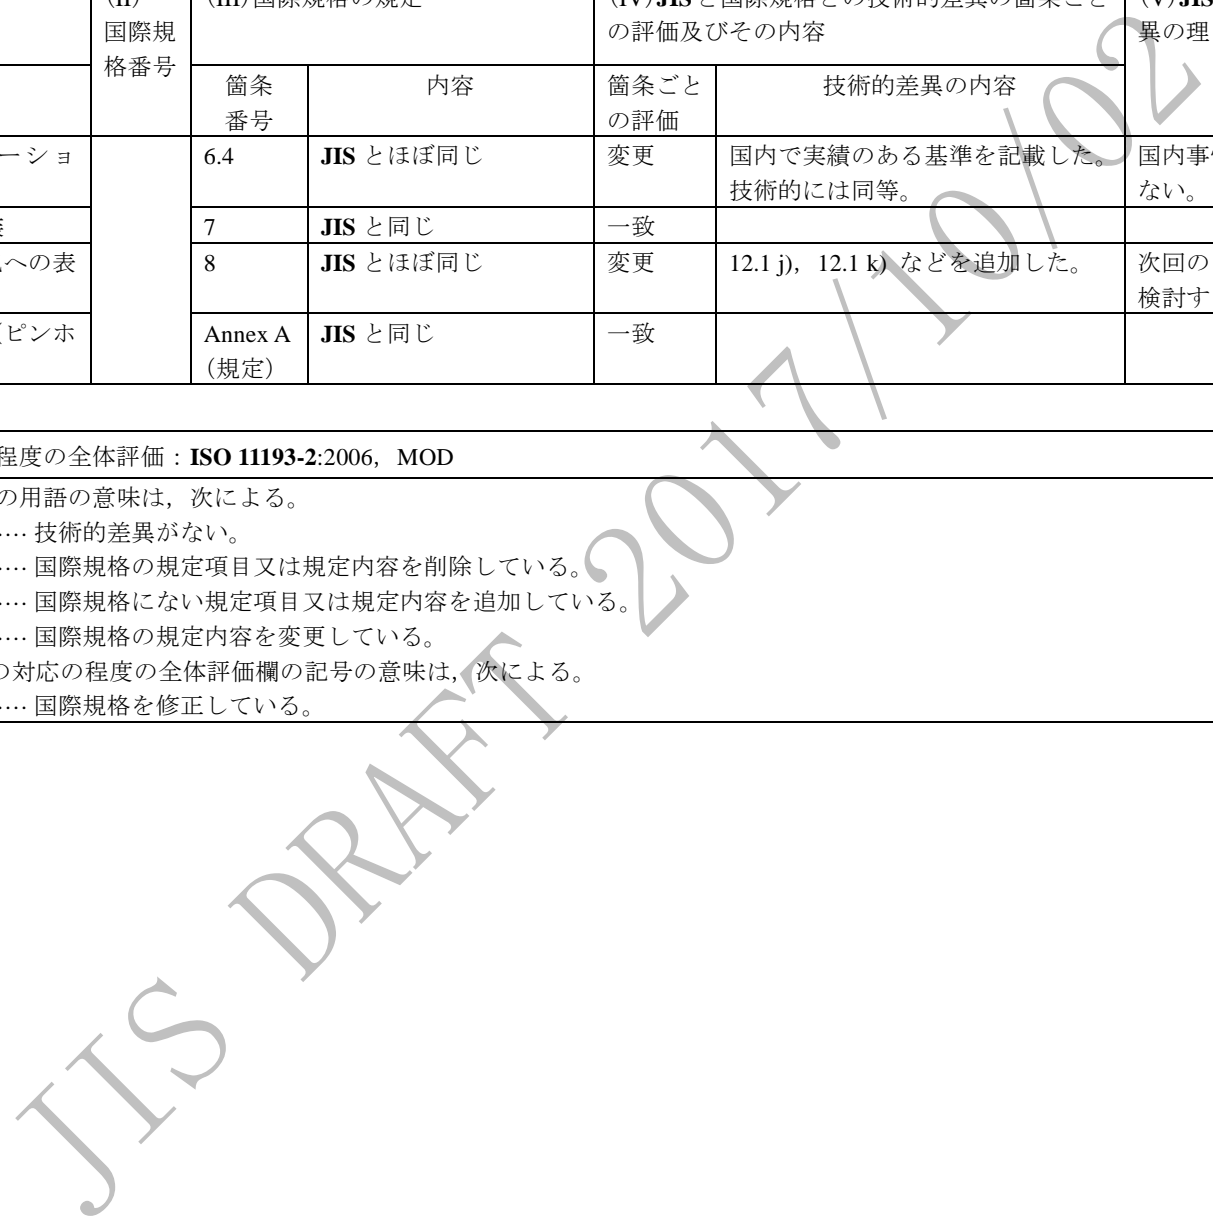 (III)国際規格の規定
(IV)JISと国際規格との技術的差異の箇条ごと
の評価及びその内容
国際規
格番号
異の理
箇条
番号
内容
箇条ごと
の評価
技術的差異の内容
ーショ
6.4
JIS とほぼ同じ
変更
国内で実績のある基準を記載した。
技術的には同等。
国内事
ない。
7
JIS と同じ
一致
への表
8
JIS とほぼ同じ
変更
12.1 j)，12.1 k) などを追加した。
次回の
検討す
（ピンホ
Annex A
（規定）
JIS と同じ
一致
程度の全体評価：ISO 11193-2:2006，MOD
の用語の意味は，次による。
…技術的差異がない。
…国際規格の規定項目又は規定内容を削除している。
…国際規格にない規定項目又は規定内容を追加している。
…国際規格の規定内容を変更している。
の対応の程度の全体評価欄の記号の意味は，次による。
…国際規格を修正している。
JIS DRAFT 2017/10/02